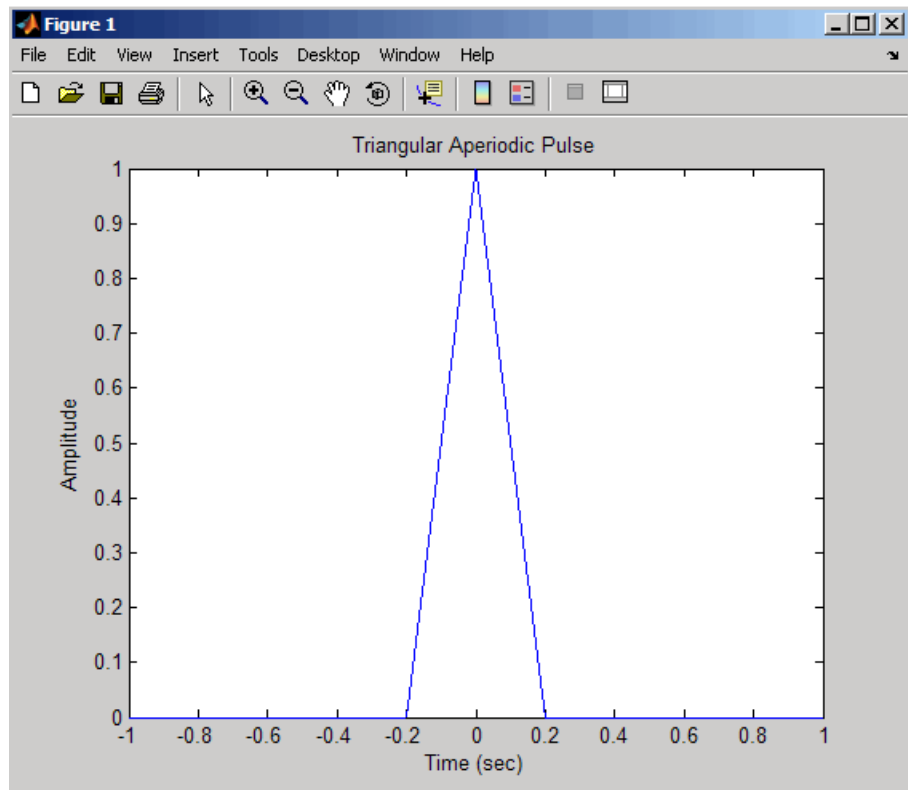 Figure 1
File Edit View Insert Tools Desktop Window Help
Triangular Aperiodic Pulse
1
0.9
0.8
0.7
0.6
0.5
0.4
0.3
0.2
0.1
0
Amplitude
-1 -0.8 -0.6 -0.4 -0.2 0 0.2 0.4 0.6 0.8 1
Time (sec)